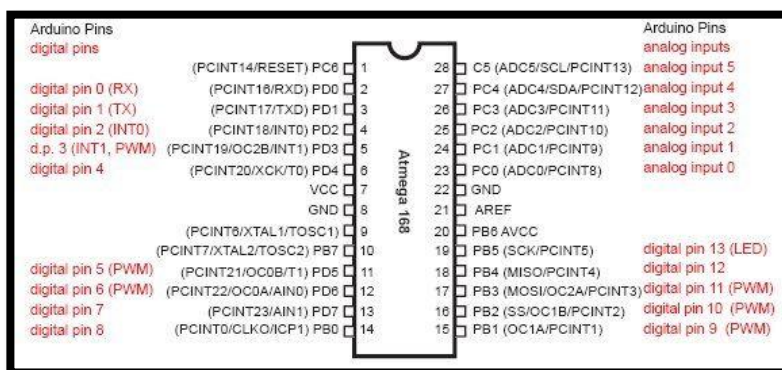 Arduino Pins
digital pins
Arduino Pins
analog inputs
(PCINT14/RESET) PC6 1
28 C5 (ADC5/SCL/PCINT13) analog input 5
digital pin 0 (RX) (PCINT16/RXD) PD0 2
27 PC4 (ADC4/SDA/PCINT12) analog input 4
digital pin 1 (TX) (PCINT17/TXD) PD1 3
26 PC3 (ADC3/PCINT11) analog input 3
digital pin 2 (INT0) (PCINT18/INT0) PD2 4
25 PC2 (ADC2/PCINT10) analog input 2
d.p. 3 (INT1, PWM) (PCINT19/OC2B/INT1) PD3 5
24 PC1 (ADC1/PCINT9) analog input 1
digital pin 4 (PCINT20/XCK/T0) PD4 6
23 PC0 (ADC0/PCINT8) analog input 0
VCC 7
22 GND
GND 8
21 AREF
(PCINT6/XTAL1/TOSC1) 9
20 PB6 AVCC
(PCINT7/XTAL2/TOSC2) PB7 10
19 PB5 (SCK/PCINT5) digital pin 13 (LED)
digital pin 5 (PWM) (PCINT21/OC0B/T1) PD5 11
18 PB4 (MISO/PCINT4) digital pin 12
digital pin 6 (PWM) (PCINT22/OC0A/AIN0) PD6 12
17 PB3 (MOSI/OC2A/PCINT3) digital pin 11 (PWM)
digital pin 7 (PCINT23/AIN1) PD7 13
16 PB2 (SS/OC1B/PCINT2) digital pin 10 (PWM)
digital pin 8 (PCINT0/CLKO/ICP1) PB0 14
15 PB1 (OC1A/PCINT1) digital pin 9 (PWM)
Atmega 168